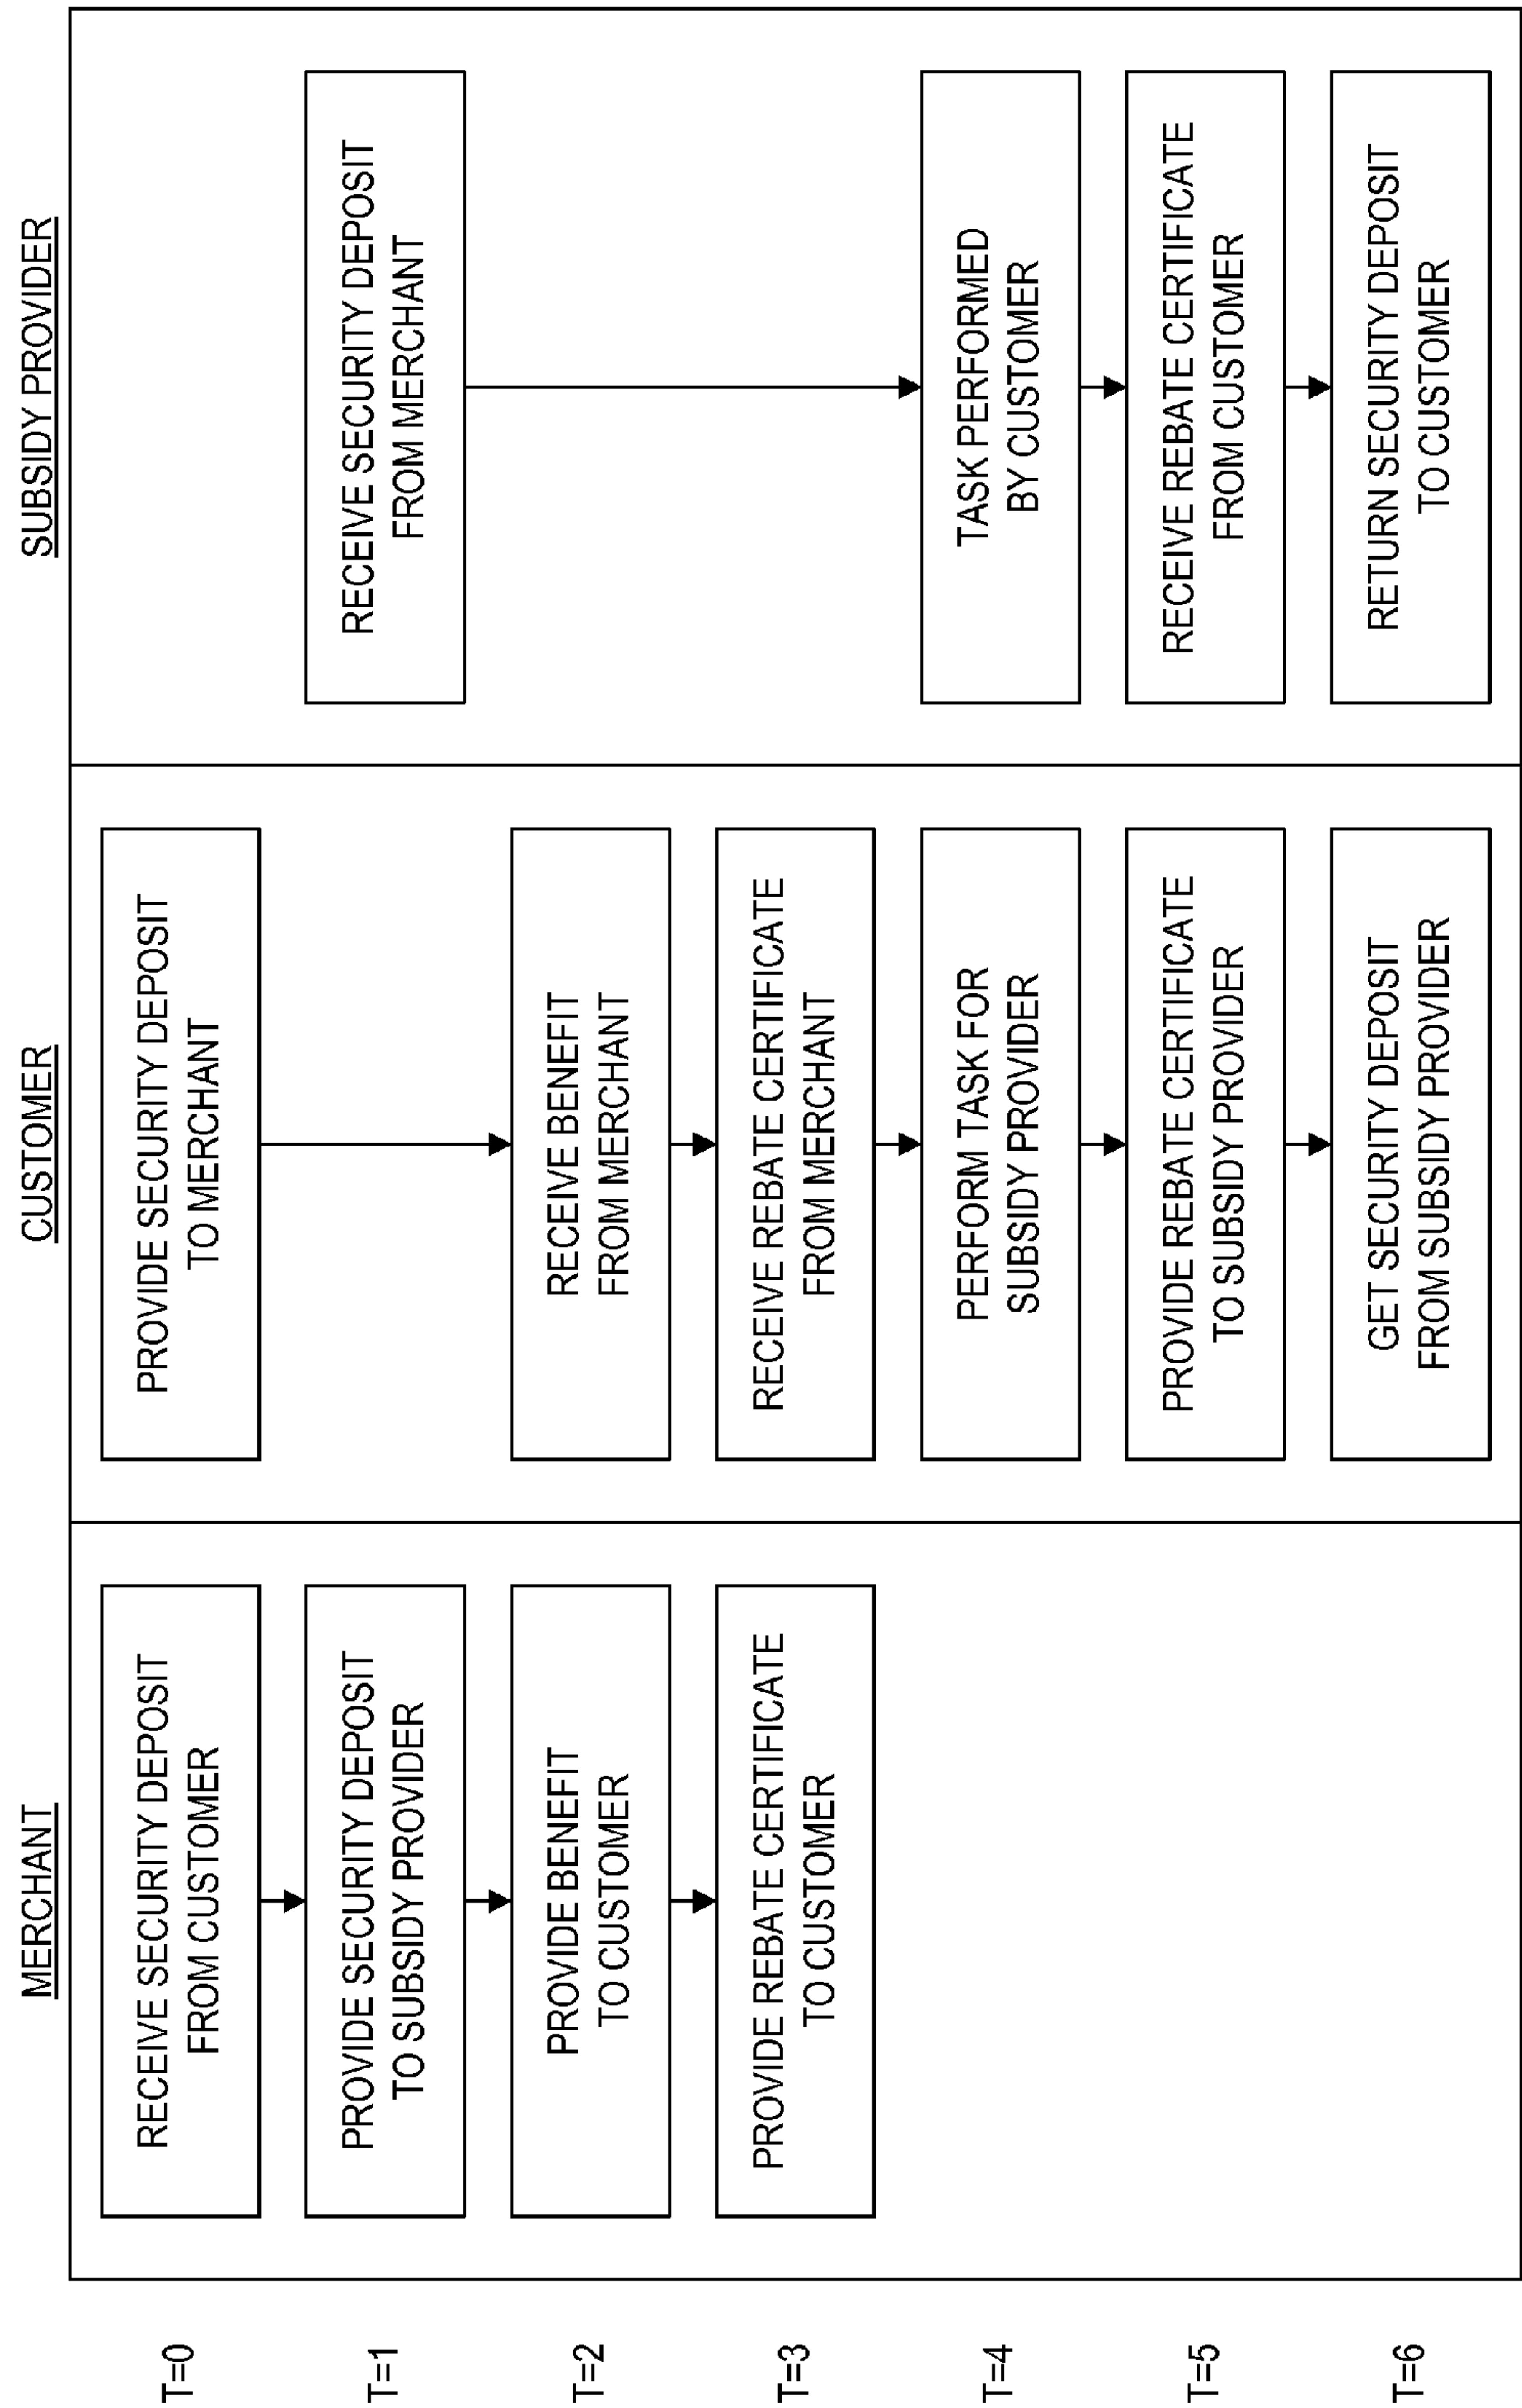 MERCHANT
CUSTOMER
SUBSIDY PROVIDER
T=0
RECEIVE SECURITY DEPOSIT
FROM CUSTOMER
PROVIDE SECURITY DEPOSIT
TO MERCHANT
T=1
PROVIDE SECURITY DEPOSIT
TO SUBSIDY PROVIDER
RECEIVE SECURITY DEPOSIT
FROM MERCHANT
T=2
PROVIDE BENEFIT
TO CUSTOMER
RECEIVE BENEFIT
FROM MERCHANT
T=3
PROVIDE REBATE CERTIFICATE
TO CUSTOMER
RECEIVE REBATE CERTIFICATE
FROM MERCHANT
T=4
PERFORM TASK FOR
SUBSIDY PROVIDER
TASK PERFORMED
BY CUSTOMER
T=5
PROVIDE REBATE CERTIFICATE
TO SUBSIDY PROVIDER
RECEIVE REBATE CERTIFICATE
FROM CUSTOMER
T=6
GET SECURITY DEPOSIT
FROM SUBSIDY PROVIDER
RETURN SECURITY DEPOSIT
TO CUSTOMER